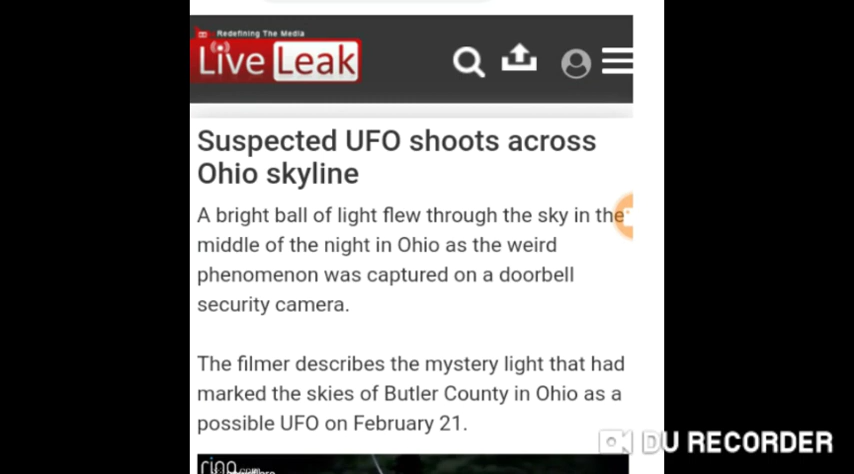 Redefining The Media
LiveLeak
Suspected UFO shoots across
Ohio skyline
A bright ball of light flew through the sky in the
middle of the night in Ohio as the weird
phenomenon was captured on a doorbell
security camera.
The filmer describes the mystery light that had
marked the skies of Butler County in Ohio as a
possible UFO on February 21.
DU RECORDER
ring.com